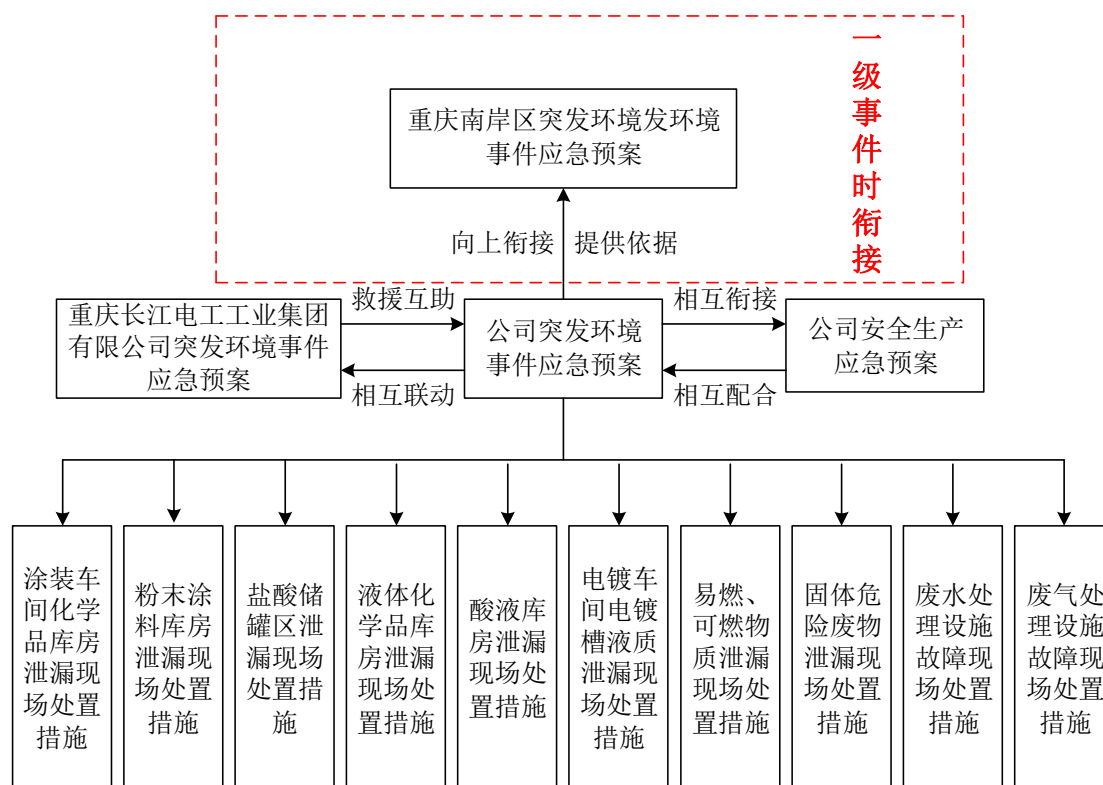 一级事件时衔接
重庆南岸区突发环境发环境
事件应急预案
向上衔接 提供依据
救援互助
相互衔接
重庆长江电工工业集团
有限公司突发环境事件
应急预案
公司突发环境
事件应急预案
公司安全生产
应急预案
相互联动
相互配合
涂装车
间化学
品库房
泄漏现
场处置
措施
粉末涂
料库房
泄漏现
场处置
措施
盐酸储
罐区泄
漏现场
处置措
施
液体化
学品库
房泄漏
现场处
置措施
酸液库
房泄漏
现场处
置措施
电镀车
间电镀
槽液质
泄漏现
场处置
措施
易燃、
可燃物
质泄漏
现场处
置措施
固体危
险废物
泄漏现
场处置
措施
废水处
理设施
故障现
场处置
措施
废气处
理设施
故障现
场处置
措施